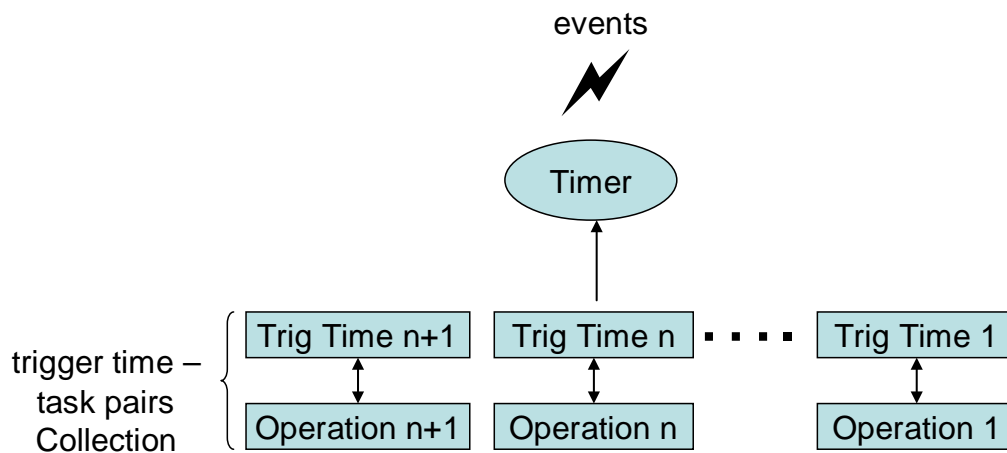 events
Timer
Trig Time n+1
Trig Time n
Trig Time 1
trigger time –
task pairs
Collection
Operation n+1
Operation n
Operation 1